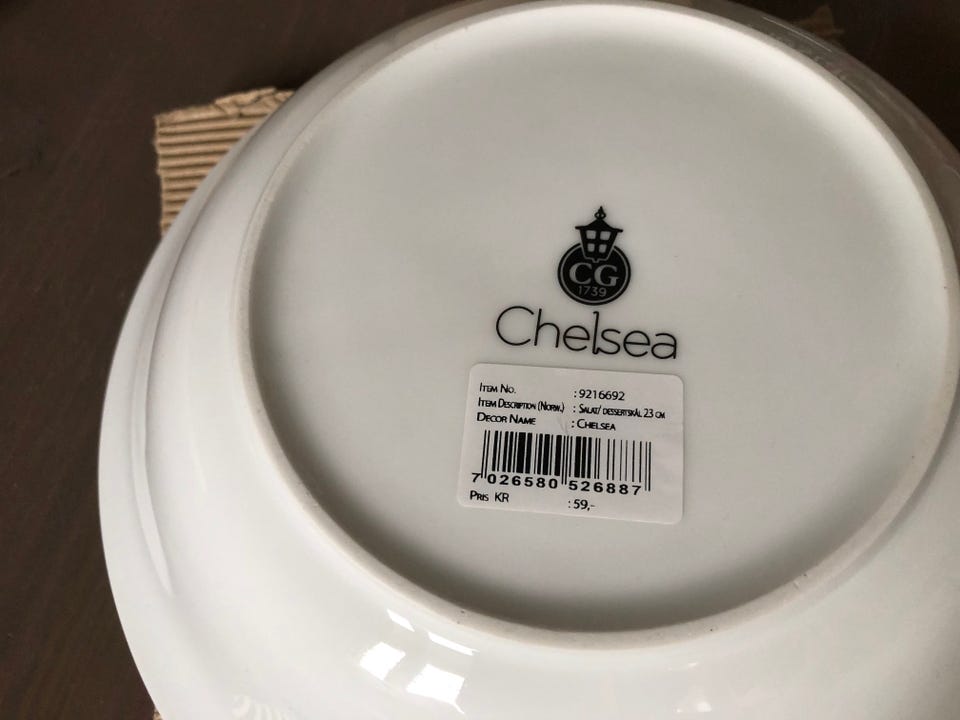 CG
1739
Chelsea
ITEM NO. : 9216692
ITEM DESCRIPTION (NORW.) : SALAT/ DESSERTSKÅL 23 CM
DECOR NAME : CHELSEA
7 026580 526887
PRIS KR : 59,-